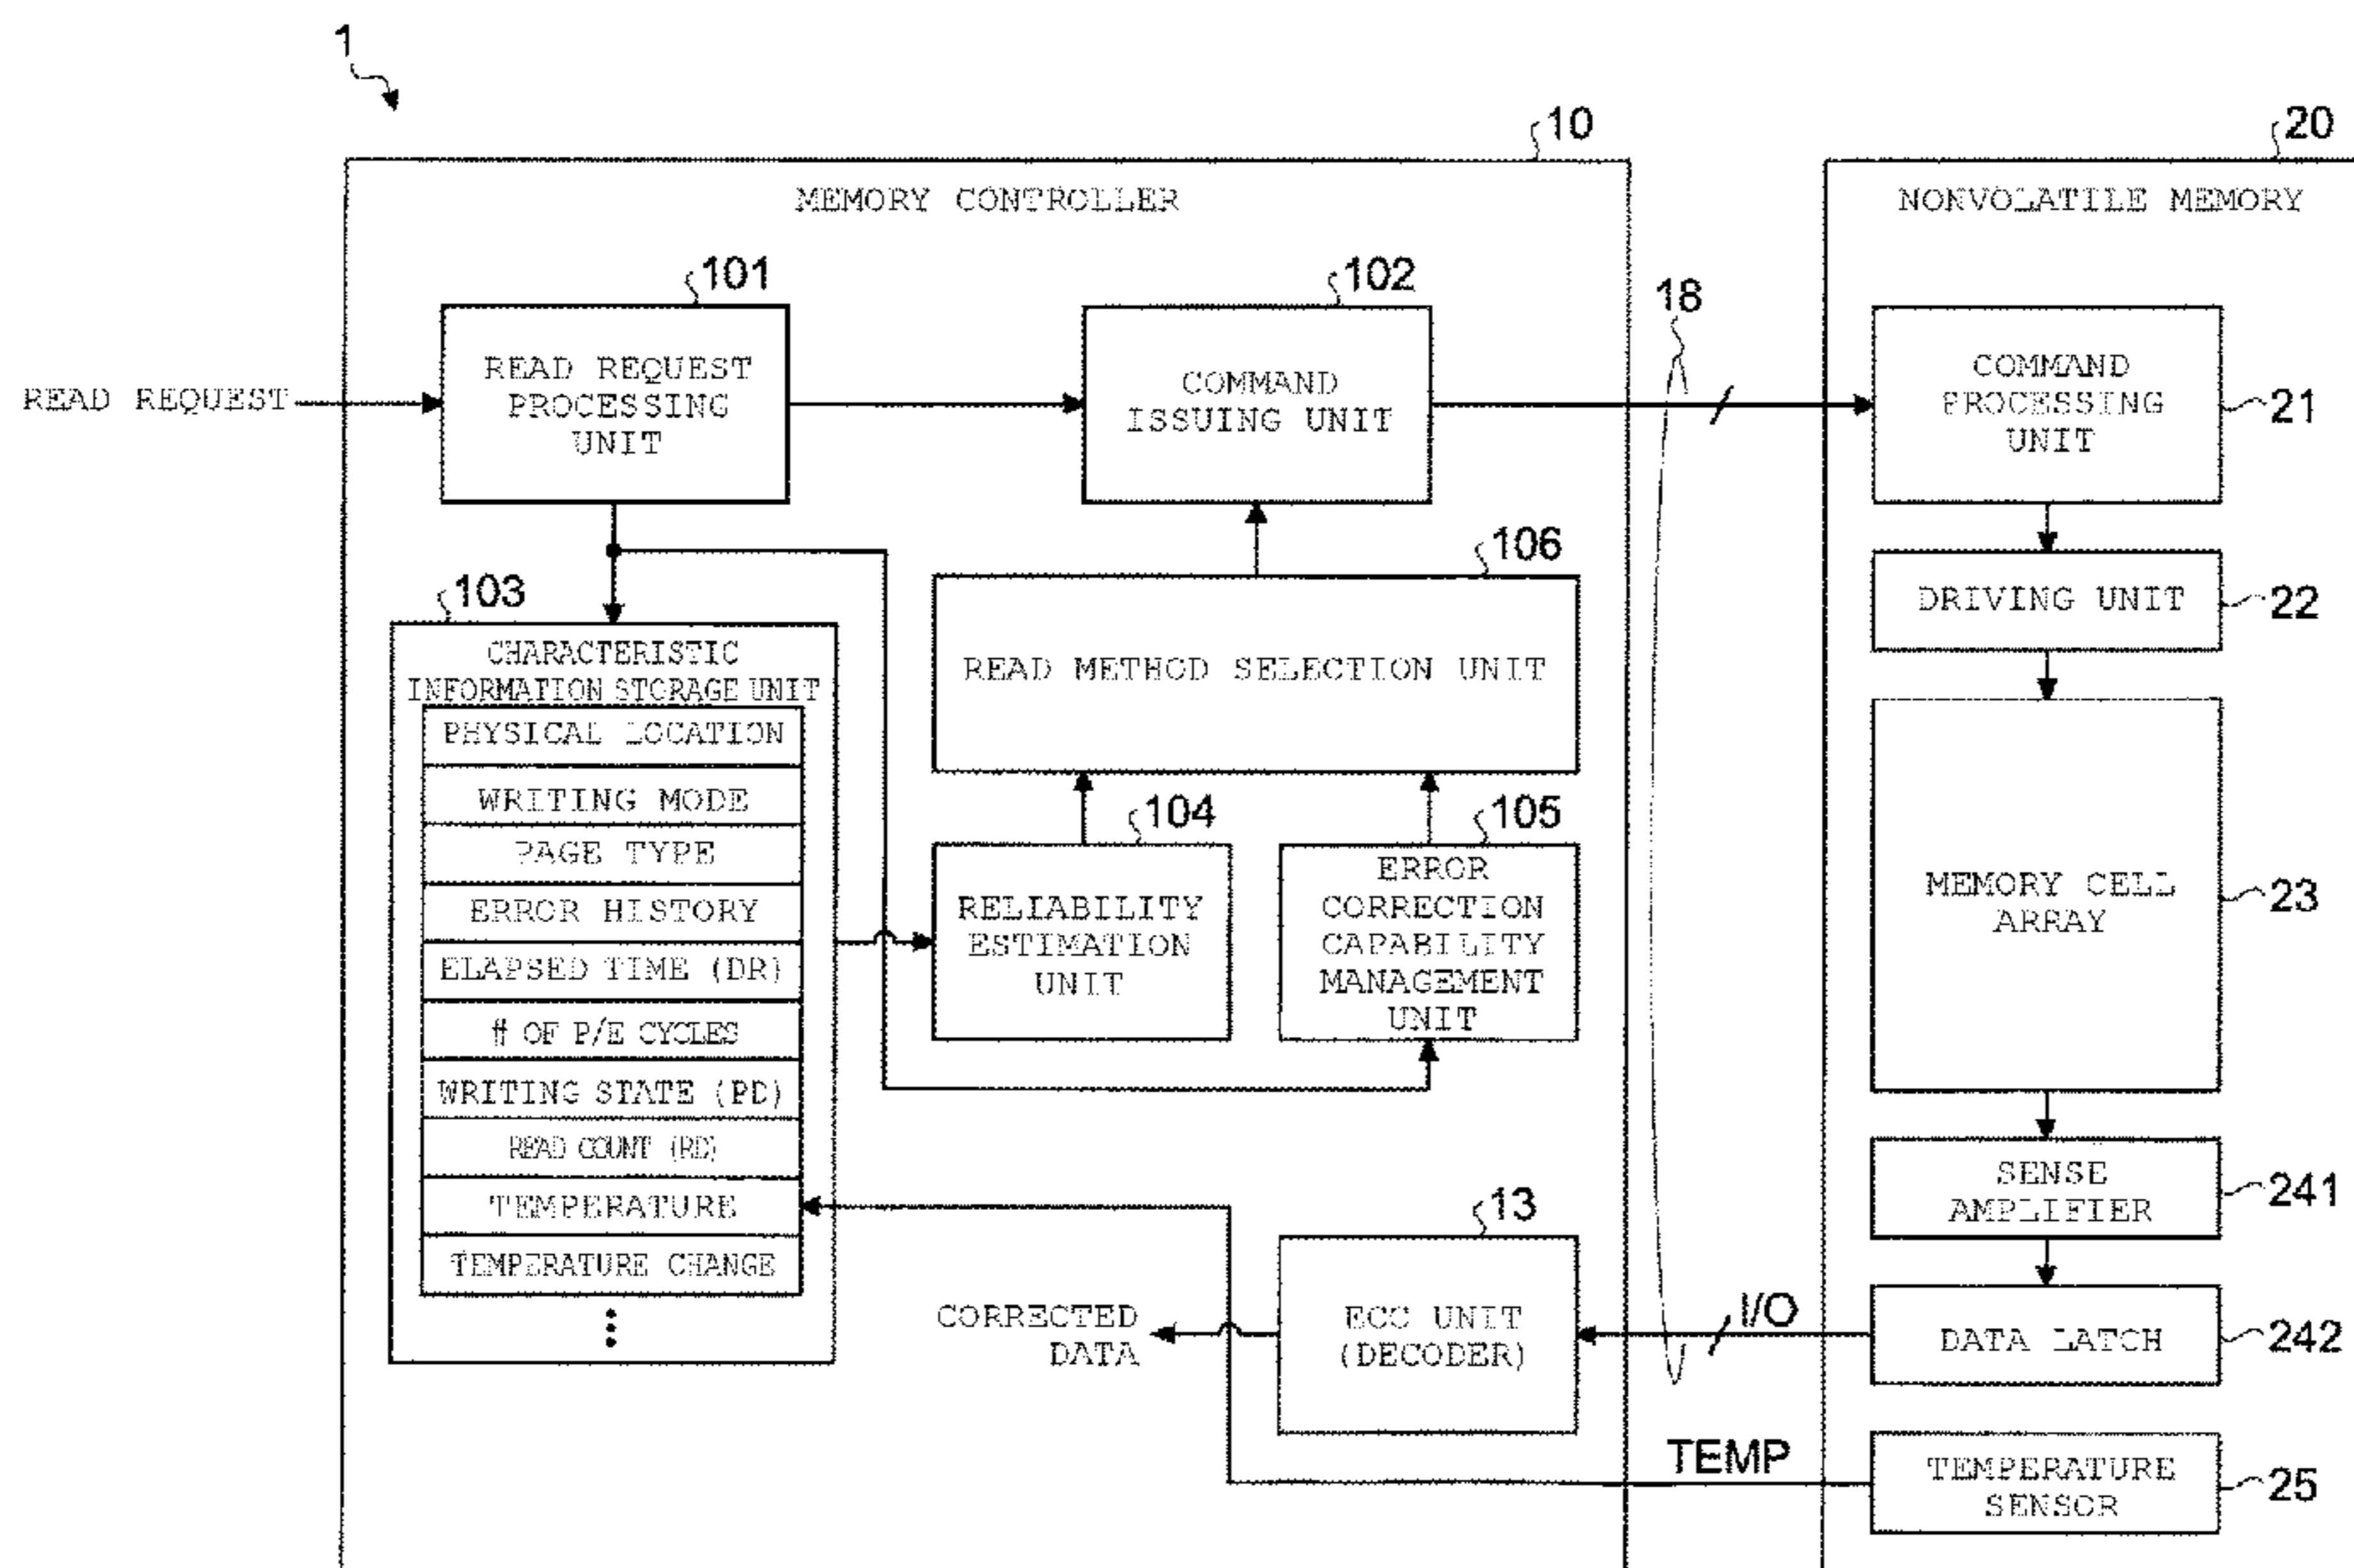 1
10
20
MEMORY CONTROLLER
NONVOLATILE MEMORY
101
102
18
READ REQUEST
READ REQUEST
PROCESSING
UNIT
COMMAND
ISSUING UNIT
COMMAND
PROCESSING
UNIT
21
106
103
DRIVING UNIT
22
CHARACTERISTIC
INFORMATION STORAGE UNIT
READ METHOD SELECTION UNIT
PHYSICAL LOCATION
WRITING MODE
PAGE TYPE
ERROR HISTORY
ELAPSED TIME (DR)
# OF P/E CYCLES
WRITING STATE (PD)
READ COUNT (RD)
TEMPERATURE
TEMPERATURE CHANGE
104
105
RELIABILITY
ESTIMATION
UNIT
ERROR
CORRECTION
CAPABILITY
MANAGEMENT
UNIT
MEMORY CELL
ARRAY
23
SENSE
AMPLIFIER
241
13
CORRECTED
DATA
ECC UNIT
(DECODER)
I/O
DATA LATCH
242
TEMP
TEMPERATURE
SENSOR
25